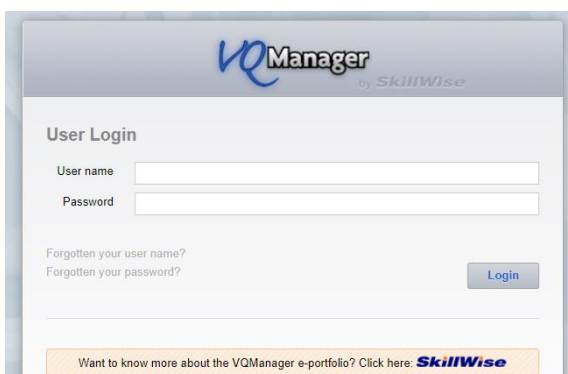 VQManager
by SkillWise
User Login
User name
Password
Forgotten your user name?
Forgotten your password?
Login
Want to know more about the VQManager e-portfolio? Click here: SkillWise